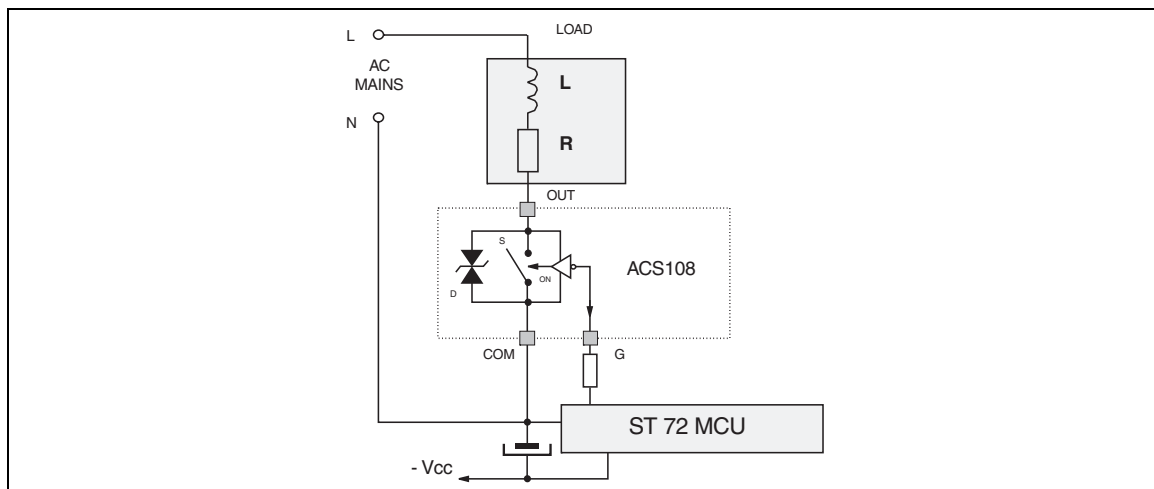 LOAD
L
AC
MAINS
N
L
R
OUT
S
ON
D
ACS108
COM
G
ST 72 MCU
- Vcc